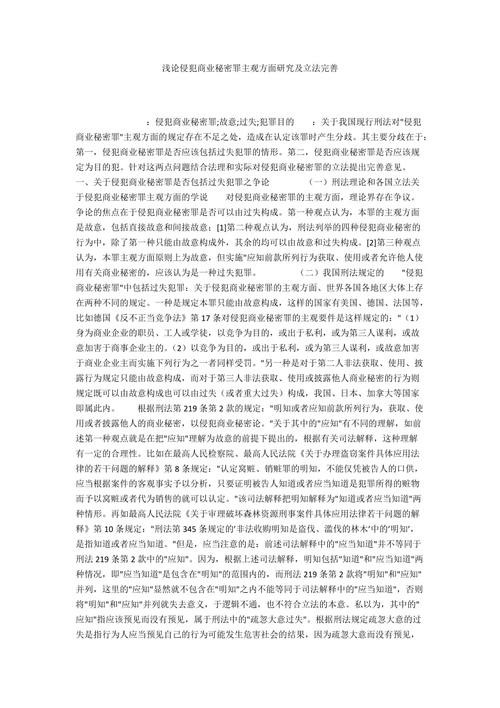 浅论侵犯商业秘密罪主观方面研究及立法完善
：侵犯商业秘密罪;故意;过失;犯罪目的 ：关于我国现行刑法对"侵犯
商业秘密罪"主观方面的规定存在不足之处，造成在认定该罪时产生分歧。其主要分歧在于：
第一，侵犯商业秘密罪是否应该包括过失犯罪的情形。第二，侵犯商业秘密罪是否应该规
定为目的犯。针对这两点问题结合法理和实际对侵犯商业秘密罪的立法提出完善意见。
一、关于侵犯商业秘密罪是否包括过失犯罪之争论 （一）刑法理论和各国立法关
于侵犯商业秘密罪主观方面的学说 对侵犯商业秘密罪的主观方面，理论界存在争议。
争论的焦点在于侵犯商业秘密罪是否可以由过失构成。第一种观点认为，本罪的主观方面
是故意，包括直接故意和间接故意；[1]第二种观点认为，刑法列举的四种侵犯商业秘密的
行为中，除了第一种只能由故意构成外，其余的均可以由故意和过失构成。[2]第三种观点
认为，本罪主观方面原则上为故意，但实施"应知前款所列行为获取、使用或者允许他人使
用有关商业秘密的，应该认为是一种过失犯罪。 （二）我国刑法规定的 "侵犯
商业秘密罪"中包括过失犯罪：关于侵犯商业秘密罪的主观方面、世界各国各地区大体上存
在两种不同的规定。一种是规定本罪只能由故意构成，这样的国家有美国、德国、法国等，
比如德国《反不正当竞争法》第 17 条对侵犯商业秘密罪的主观要件是这样规定的："（1）
身为商业企业的职员、工人或学徒，以竞争为目的，或出于私利，或为第三人谋利，或故
意加害于商事企业主的。（2）以竞争为目的，或出于私利，或为第三人谋利，或故意加害
于商业企业主而实施下列行为之一者同样受罚。"另一种是对于第二人非法获取、使用、披
露行为规定只能由故意构成，而对于第三人非法获取、使用或披露他人商业秘密的行为则
规定既可以由故意构成也可以由过失（或者重大过失）构成，我国、日本、加拿大等国家
即属此内。 根据刑法第 219 条第 2 款的规定："明知或者应知前款所列行为，获取、使
用或者披露他人的商业秘密，以侵犯商业秘密论。"关于其中的"应知"有不同的理解，如前
述第一种观点就是在把"应知"理解为故意的前提下提出的，根据有关司法解释，这种理解
有一定的合理性。比如在最高人民检察院、最高人民法院《关于办理盗窃案件具体应用法
律的若干问题的解释》第 8 条规定："认定窝赃、销赃罪的明知，不能仅凭被告人的口供，
应当根据案件的客观事实予以分析，只要证明被告人知道或者应当知道是犯罪所得的赃物
而予以窝赃或者代为销售的就可以认定。"该司法解释把明知解释为"知道或者应当知道"两
种情形。再如最高人民法院《关于审理破坏森林资源刑事案件具体应用法律若干问题的解
释》第 10 条规定："刑法第 345 条规定的'非法收购明知是盗伐、滥伐的林木'中的'明知'，
是指知道或者应当知道。"但是，应当注意的是：前述司法解释中的"应当知道"并不等同于
刑法 219 条第 2 款中的"应知"。因为，根据上述司法解释，明知包括"知道"和"应当知道"两
种情况，即"应当知道"是包含在"明知"的范围内的，而刑法 219 条第 2 款将"明知"和"应知"
并列，这里的"应知"显然就不包含在"明知"之内不能等同于司法解释中的"应当知道"，否则
将"明知"和"应知"并列就失去意义，于逻辑不通，也不符合立法的本意。私以为，其中的"
应知"指应该预见而没有预见，属于刑法中的"疏忽大意过失"。根据刑法规定疏忽大意的过
失是指行为人应当预见自己的行为可能发生危害社会的结果，因为疏忽大意而没有预见，